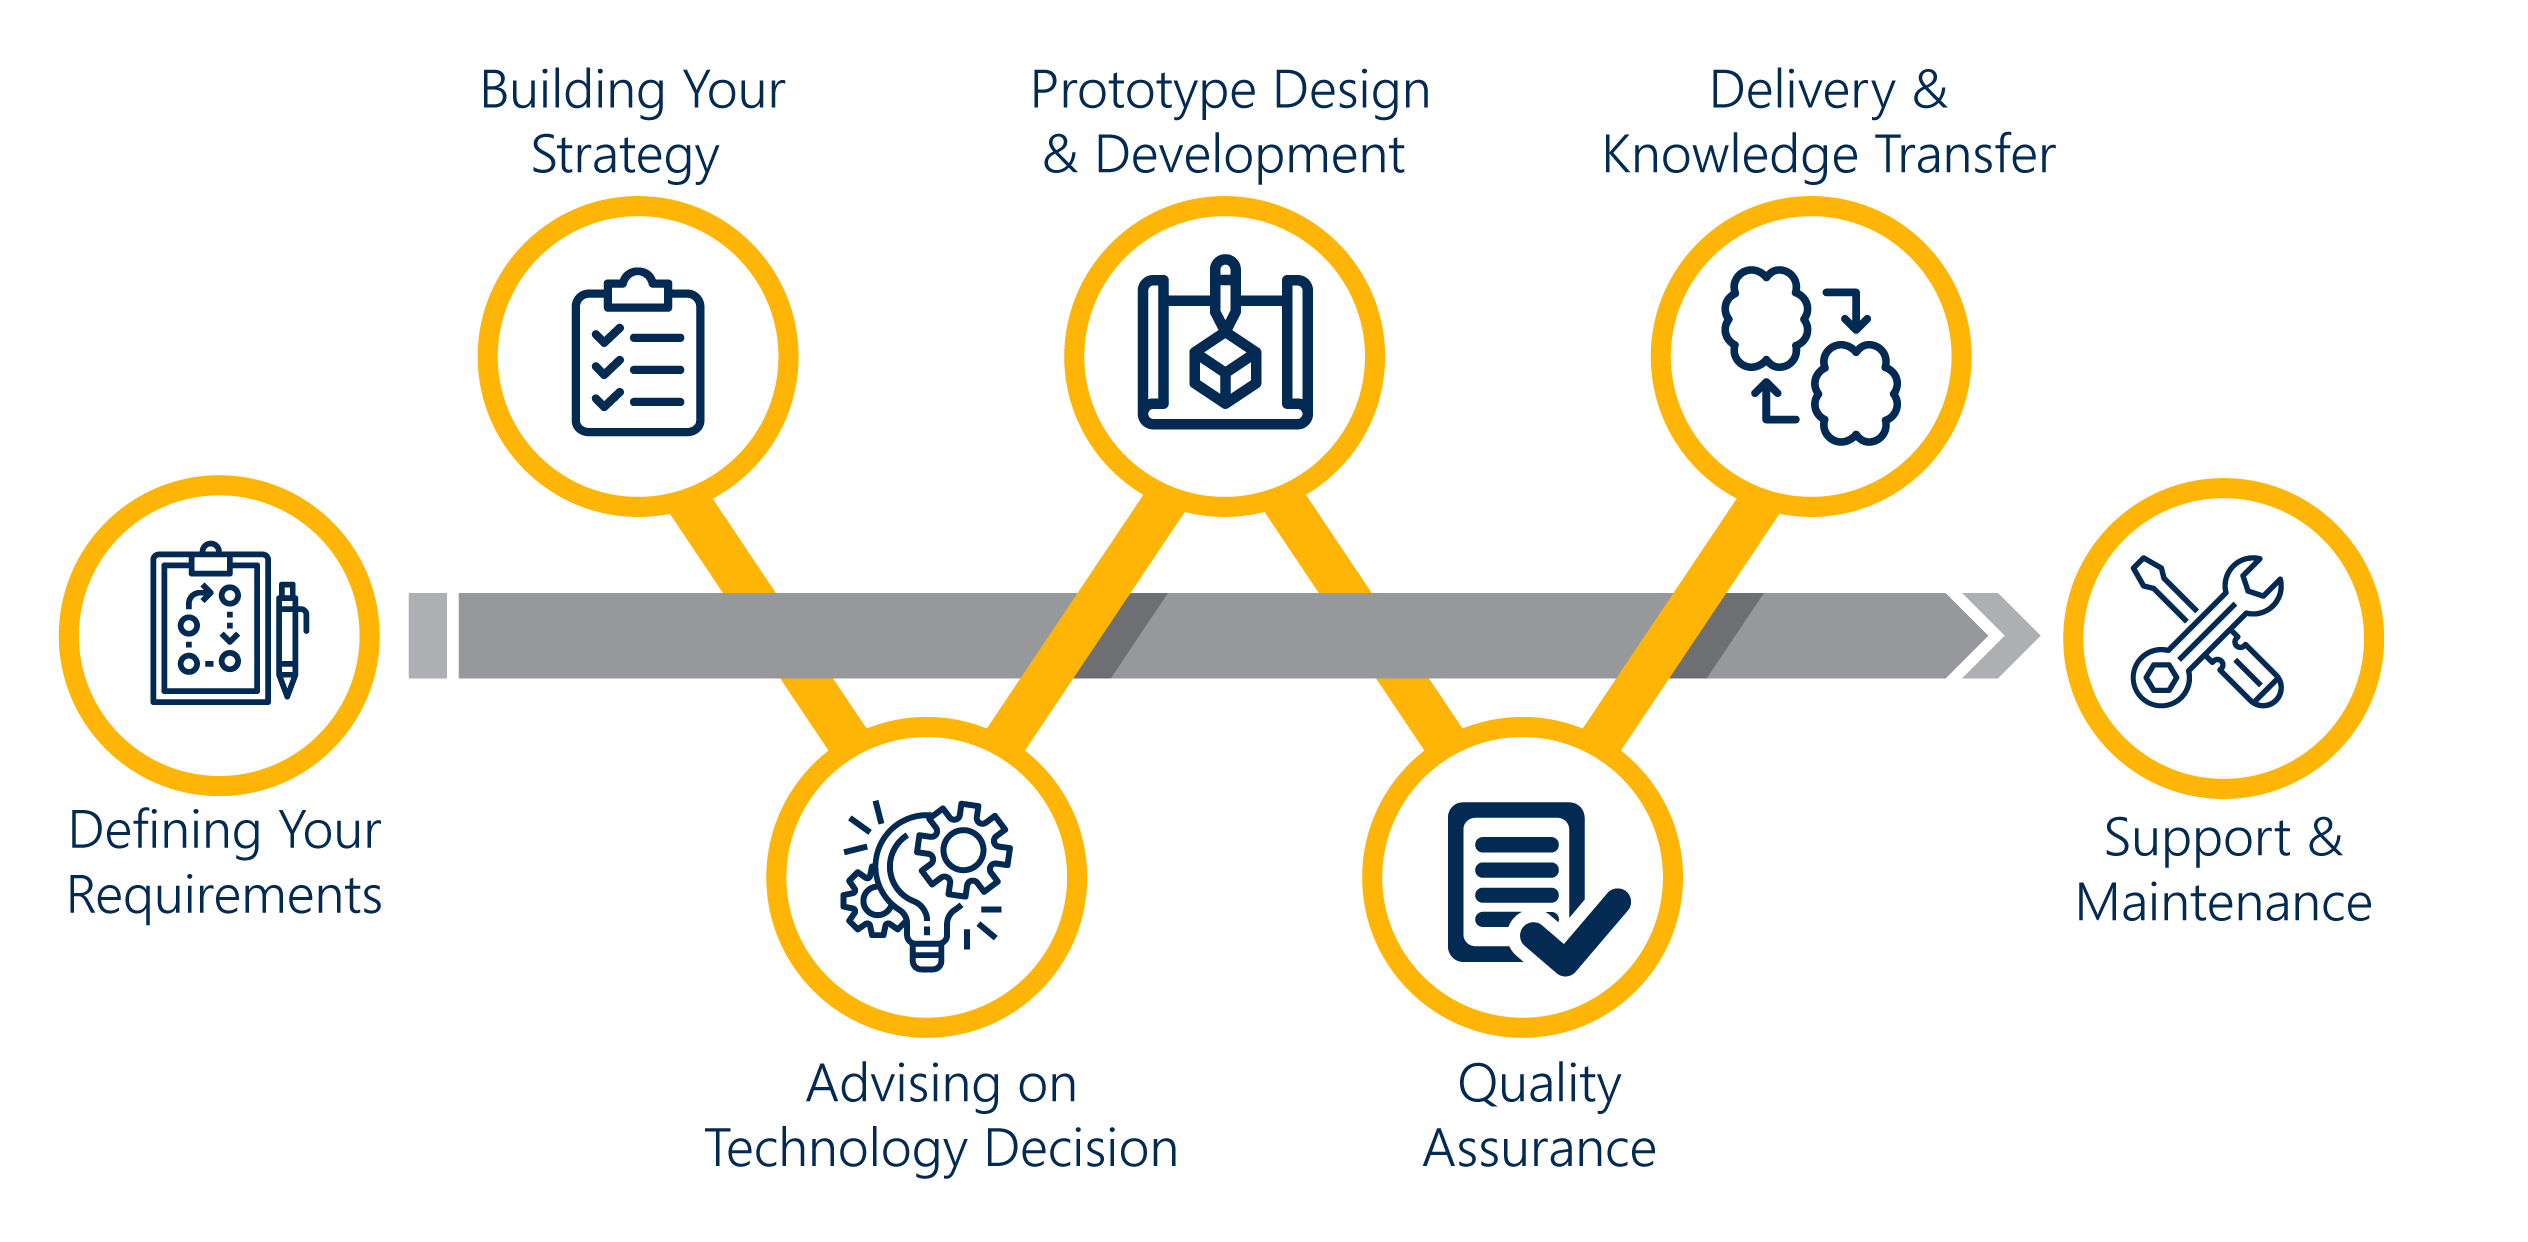 Building Your
Strategy
Prototype Design
& Development
Delivery &
Knowledge Transfer
Defining Your
Requirements
Support &
Maintenance
Advising on
Technology Decision
Quality
Assurance